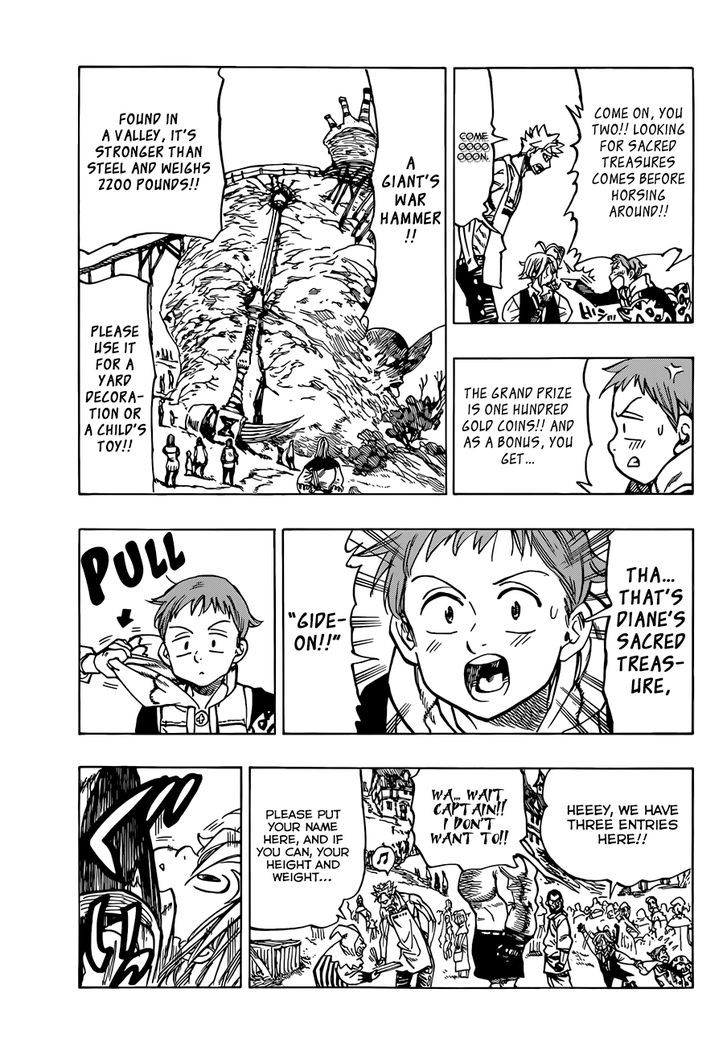 COME ON, YOU
TWO!! LOOKING
FOR SACRED
TREASURES
COMES BEFORE
HORSING
AROUND!!
COME
OOOO
OOON.
THE GRAND PRIZE
IS ONE HUNDRED
GOLD COINS!! AND
AS A BONUS, YOU
GET...
A
GIANT'S
WAR
HAMMER
!!
FOUND IN
A VALLEY, IT'S
STRONGER THAN
STEEL AND WEIGHS
2200 POUNDS!!
PLEASE
USE IT
FOR A
YARD
DECORA-
TION OR
A CHILD'S
TOY!!
THA...
THAT'S
DIANE'S
SACRED
TREAS-
URE,
"GIDE-
ON!!"
PULL
HEEEY, WE HAVE
THREE ENTRIES
HERE!!
WA... WAIT
CAPTAIN!!
I DON'T
WANT TO!!
PLEASE PUT
YOUR NAME
HERE, AND IF
YOU CAN, YOUR
HEIGHT AND
WEIGHT...